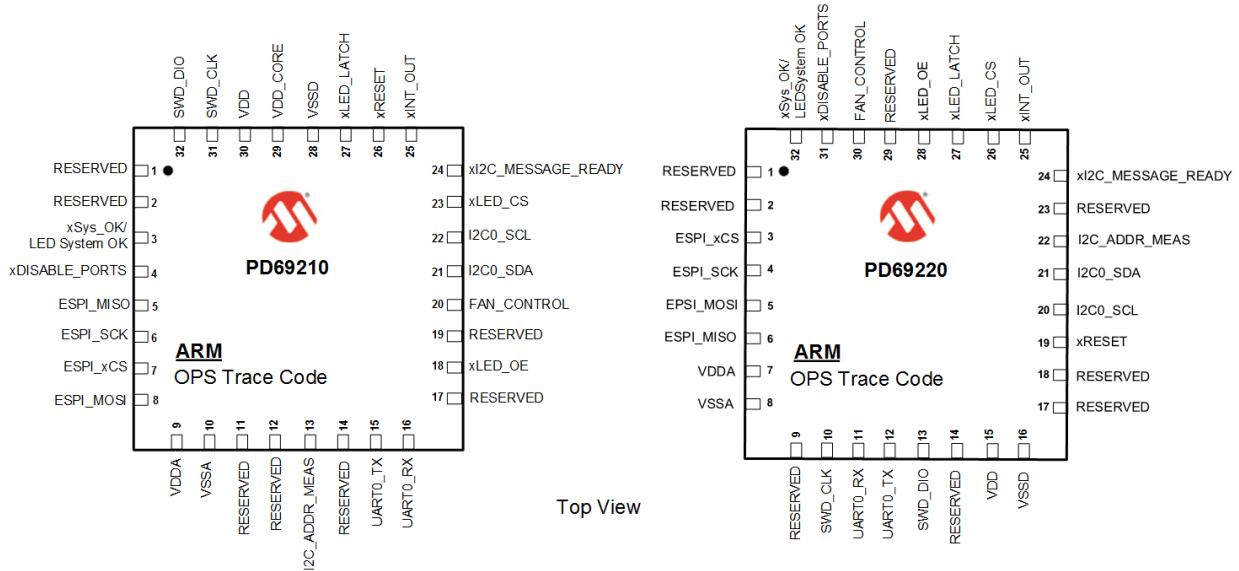 SWD_DIO
SWD_CLK
VDD
VDD_CORE
VSSD
xLED_LATCH
xRESET
xINT_OUT
32
31
30
29
28
27
26
25
RESERVED 1
RESERVED 2
xSys_OK/
LED System OK 3
xDISABLE_PORTS 4
ESPI_MISO 5
ESPI_SCK 6
ESPI_xCS 7
ESPI_MOSI 8
®
PD69210
ARM
OPS Trace Code
24 xI2C_MESSAGE_READY
23 xLED_CS
22 I2C0_SCL
21 I2C0_SDA
20 FAN_CONTROL
19 RESERVED
18 xLED_OE
17 RESERVED
9
10
11
12
13
14
15
16
VDDA
VSSA
RESERVED
RESERVED
I2C_ADDR_MEAS
RESERVED
UART0_TX
UART0_RX
Top View
xSys_OK/
LEDSystem OK
xDISABLE_PORTS
FAN_CONTROL
RESERVED
xLED_OE
xLED_LATCH
xLED_CS
xINT_OUT
32
31
30
29
28
27
26
25
RESERVED 1
RESERVED 2
ESPI_xCS 3
ESPI_SCK 4
EPSI_MOSI 5
ESPI_MISO 6
VDDA 7
VSSA 8
®
PD69220
ARM
OPS Trace Code
24 xI2C_MESSAGE_READY
23 RESERVED
22 I2C_ADDR_MEAS
21 I2C0_SDA
20 I2C0_SCL
19 xRESET
18 RESERVED
17 RESERVED
9
10
11
12
13
14
15
16
RESERVED
SWD_CLK
UART0_RX
UART0_TX
SWD_DIO
RESERVED
VDD
VSSD